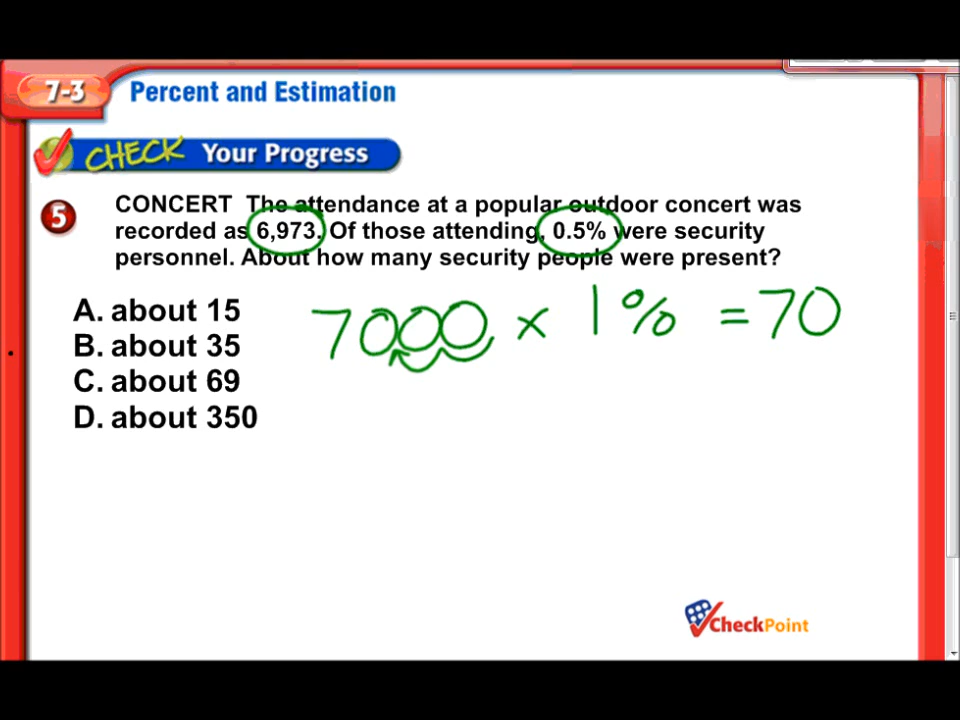 7-3 Percent and Estimation
CHECK Your Progress
5 CONCERT The attendance at a popular outdoor concert was
recorded as 6,973. Of those attending, 0.5% were security
personnel. About how many security people were present?
A. about 15
B. about 35
C. about 69
D. about 350
7000 x 1% = 70
CheckPoint